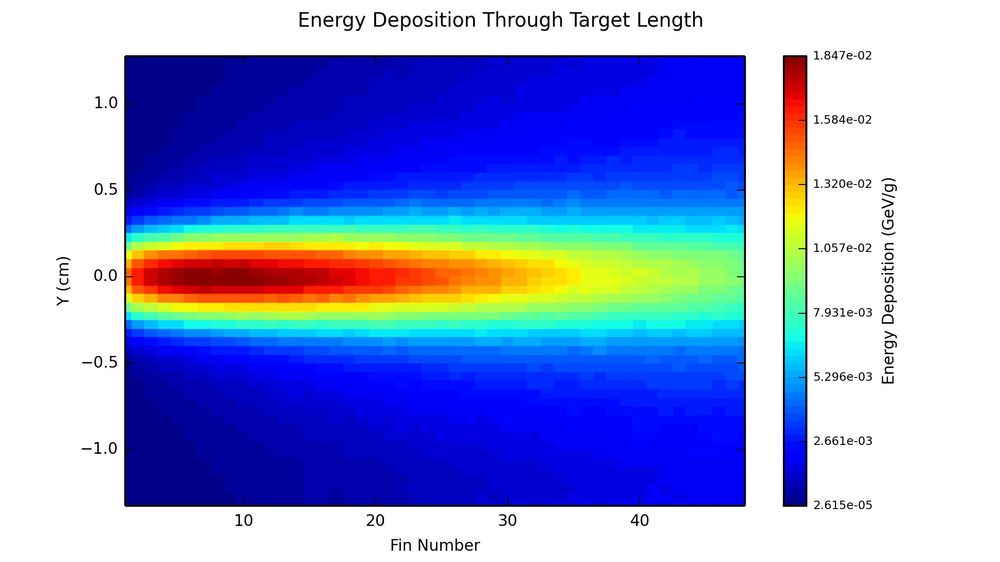 Energy Deposition Through Target Length
1.0
0.5
0.0
−0.5
−1.0
Y (cm)
10
20
30
40
Fin Number
1.847e-02
1.584e-02
1.320e-02
1.057e-02
7.931e-03
5.296e-03
2.661e-03
2.615e-05
Energy Deposition (GeV/g)